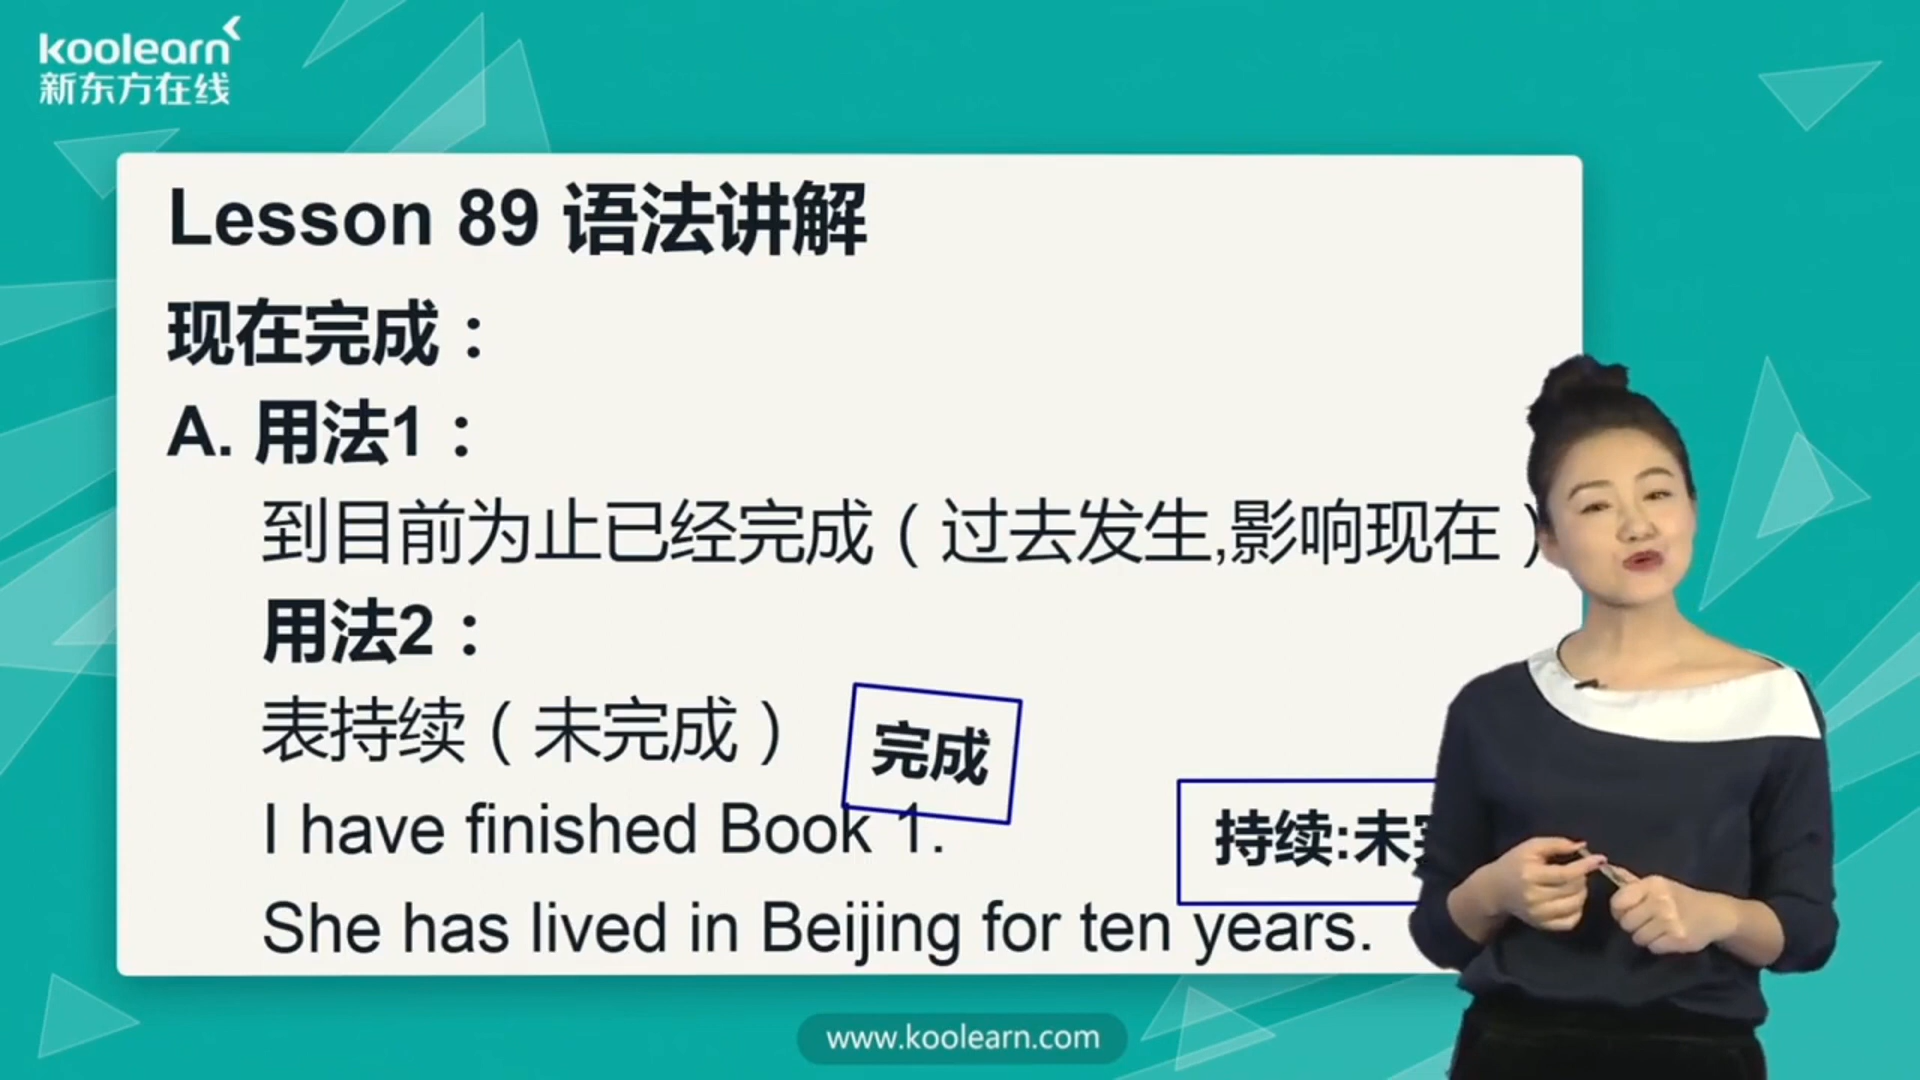 koolearn
新东方在线
Lesson 89 语法讲解
现在完成：
A. 用法1：
到目前为止已经完成（过去发生,影响现在）
用法2：
表持续（未完成）
完成
I have finished Book 1.
持续:未
She has lived in Beijing for ten years.
www.koolearn.com